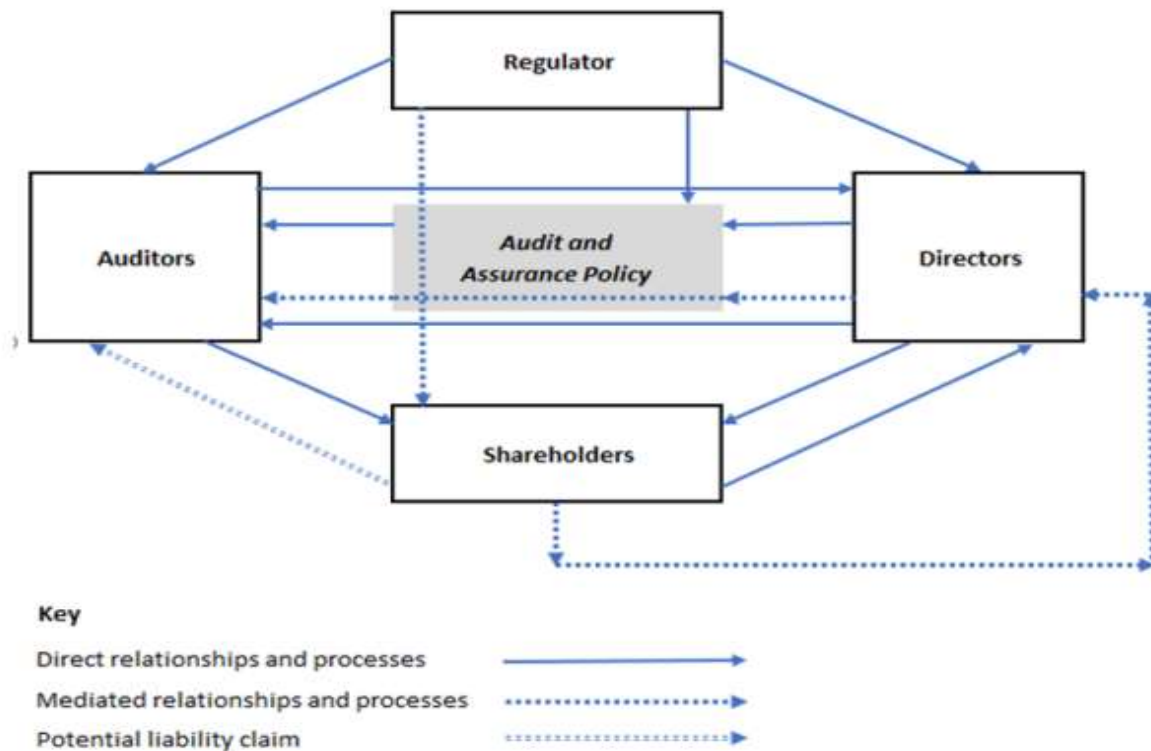 Regulator
Auditors
Audit and
Assurance Policy
Directors
Shareholders
Key
Direct relationships and processes
Mediated relationships and processes
Potential liability claim